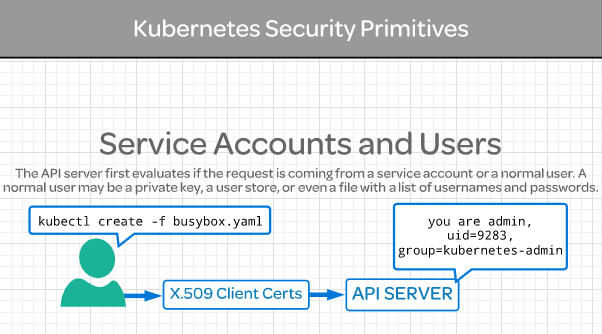 Kubernetes Security Primitives
Service Accounts and Users
The API server first evaluates if the request is coming from a service account or a normal user. A
normal user may be a private key, a user store, or even a file with a list of usernames and passwords.
kubectl create -f busybox.yaml
you are admin,
uid=9283,
group=kubernetes-admin
X.509 Client Certs
API SERVER